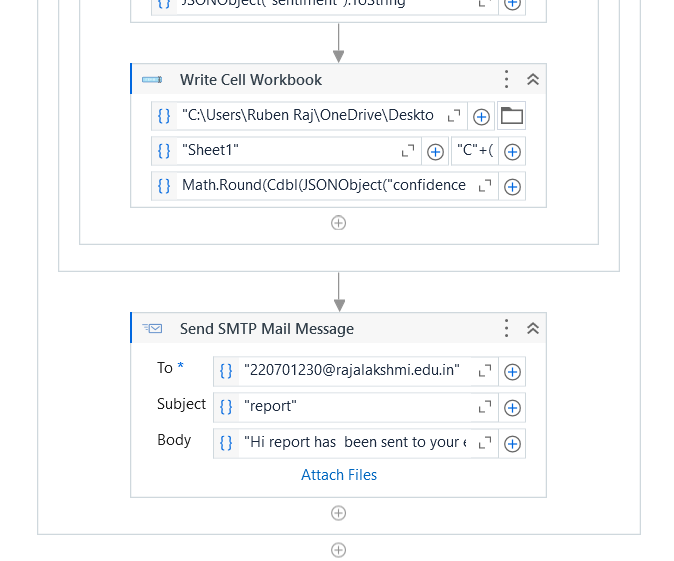 {} JSONObject("sentiment").ToString
Write Cell Workbook
{} "C:\Users\Ruben Raj\OneDrive\Deskto
{} "Sheet1" "C"+(
{} Math.Round(Cdbl(JSONObject("confidence
Send SMTP Mail Message
To * {} "220701230@rajalakshmi.edu.in"
Subject {} "report"
Body {} "Hi report has  been sent to your e
Attach Files